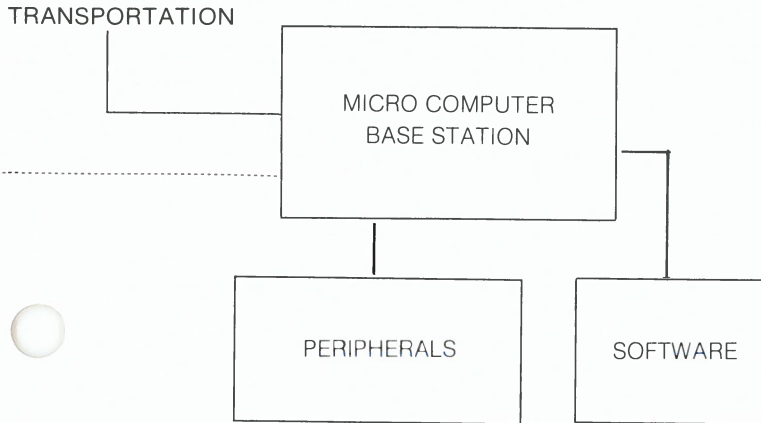 TRANSPORTATION
MICRO COMPUTER
BASE STATION
PERIPHERALS
SOFTWARE